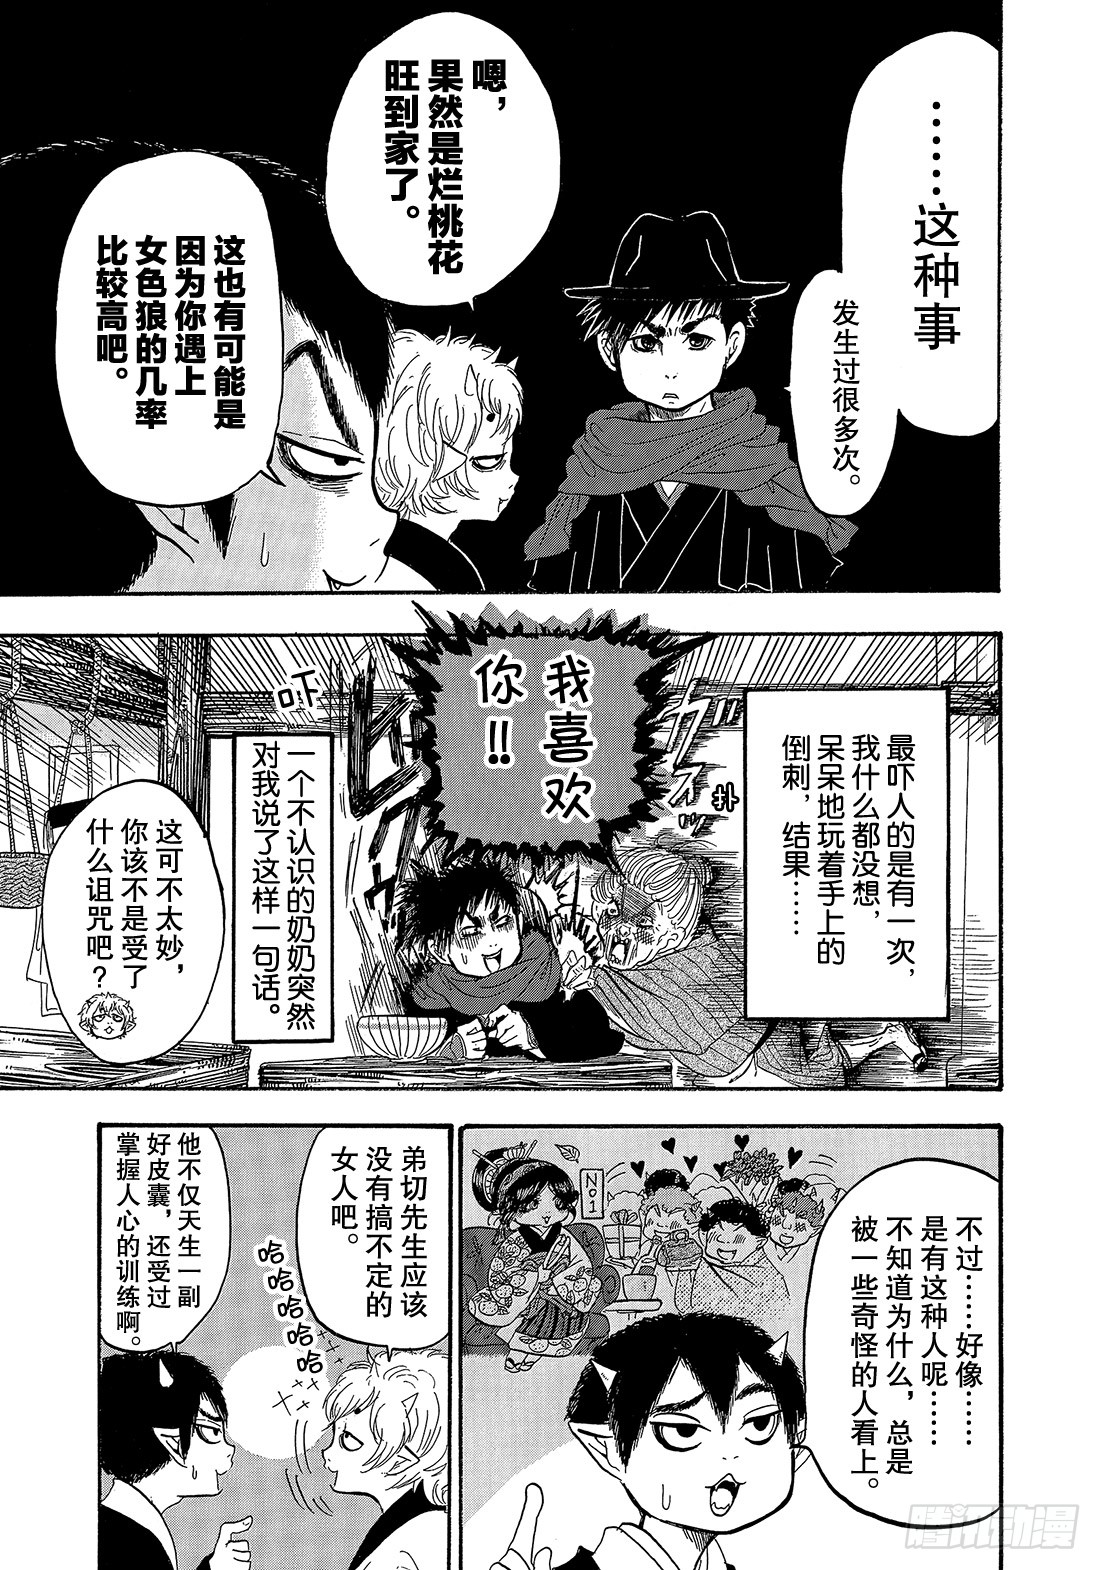 ……这种事
发生过很多次。
嗯，
果然是烂桃花
旺到家了。
这也有可能是
因为你遇上
女色狼的几率
比较高吧。
最吓人的是有一次，
我什么都没想，
呆呆地玩着手上的
倒刺，结果……
扑
ガバッ
我喜欢
你!!
吓
一个不认识的奶奶突然
对我说了这样一句话。
这可不太妙，
你该不是受了
什么诅咒吧？
不过……好像……
是有这种人呢……
不知道为什么，总是
被一些奇怪的人看上。
No1
弟切先生应该
没有搞不定的
女人吧。
哈哈哈哈哈
他不仅天生一副
好皮囊，还受过
掌握人心的训练啊。
腾讯动漫